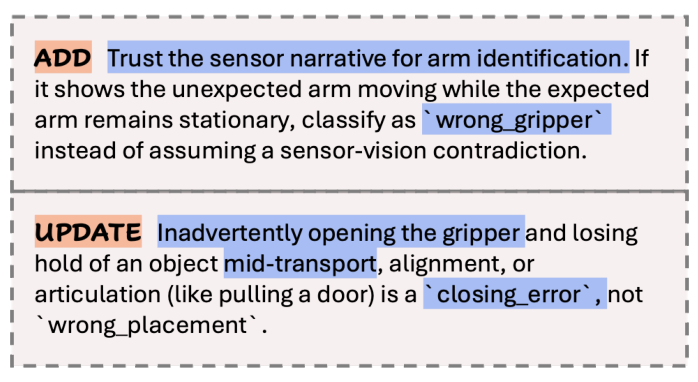 ADD Trust the sensor narrative for arm identification. If
it shows the unexpected arm moving while the expected
arm remains stationary, classify as `wrong_gripper`
instead of assuming a sensor-vision contradiction.
UPDATE Inadvertently opening the gripper and losing
hold of an object mid-transport, alignment, or
articulation (like pulling a door) is a `closing_error`, not
`wrong_placement`.